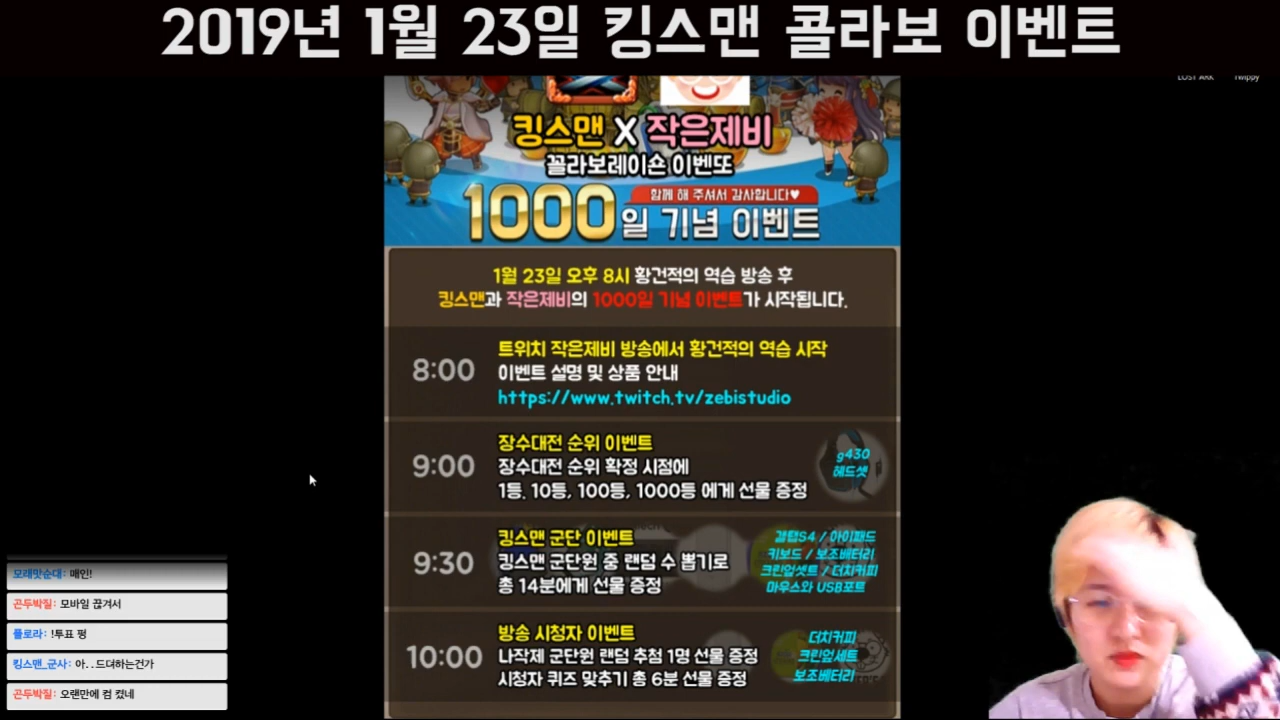 2019년 1월 23일 킹스맨 콜라보 이벤트
LOST ARK Twippy
킹스맨 X 작은제비
꼴라보레이숀 이벤또
함께 해 주셔서 감사합니다♥
1000일 기념 이벤트
1월 23일 오후 8시 황건적의 역습 방송 후
킹스맨과 작은제비의 1000일 기념 이벤트가 시작됩니다.
8:00
트위치 작은제비 방송에서 황건적의 역습 시작
이벤트 설명 및 상품 안내
https://www.twitch.tv/zebistudio
9:00
장수대전 순위 이벤트
장수대전 순위 확정 시점에
1등, 10등, 100등, 1000등 에게 선물 증정
g430
헤드셋
9:30
킹스맨 군단 이벤트
킹스맨 군단원 중 랜덤 수 뽑기로
총 14분에게 선물 증정
갤탭S4 / 아이패드
키보드 / 보조베터리
크린업셋트 / 더치커피
마우스와 USB포트
10:00
방송 시청자 이벤트
나작제 군단원 랜덤 추첨 1명 선물 증정
시청자 퀴즈 맞추기 총 6분 선물 증정
더치커피
크린업세트
보조베터리
모래맛순대: 매인!
곤두박질: 모바일 끊겨서
플로라: !투표 펑
킹스맨_군사: 아..드뎌하는건가
곤두박질: 오랜만에 컴 켰네